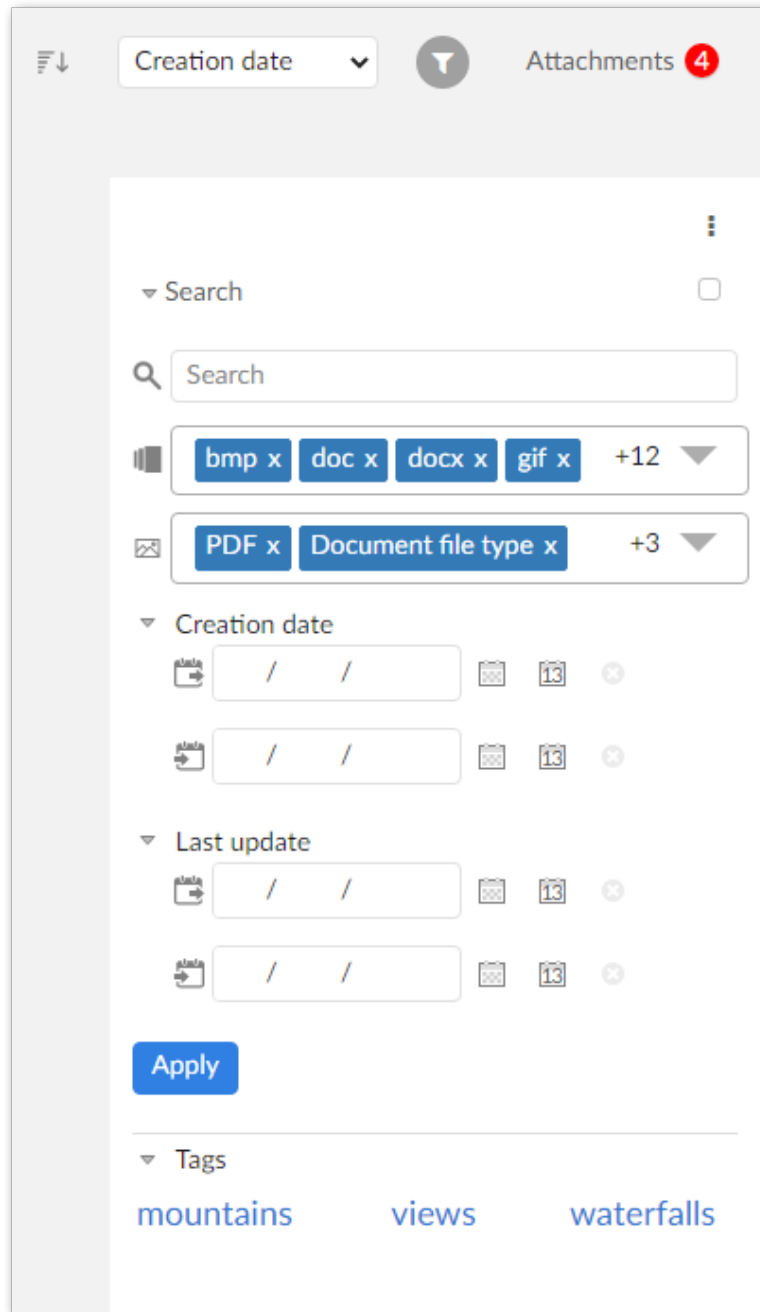 Creation date Attachments 4
Search
Search
bmp x doc x docx x gif x +12
PDF x Document file type x +3
Creation date
/ / 13
/ / 13
Last update
/ / 13
/ / 13
Apply
Tags
mountains views waterfalls